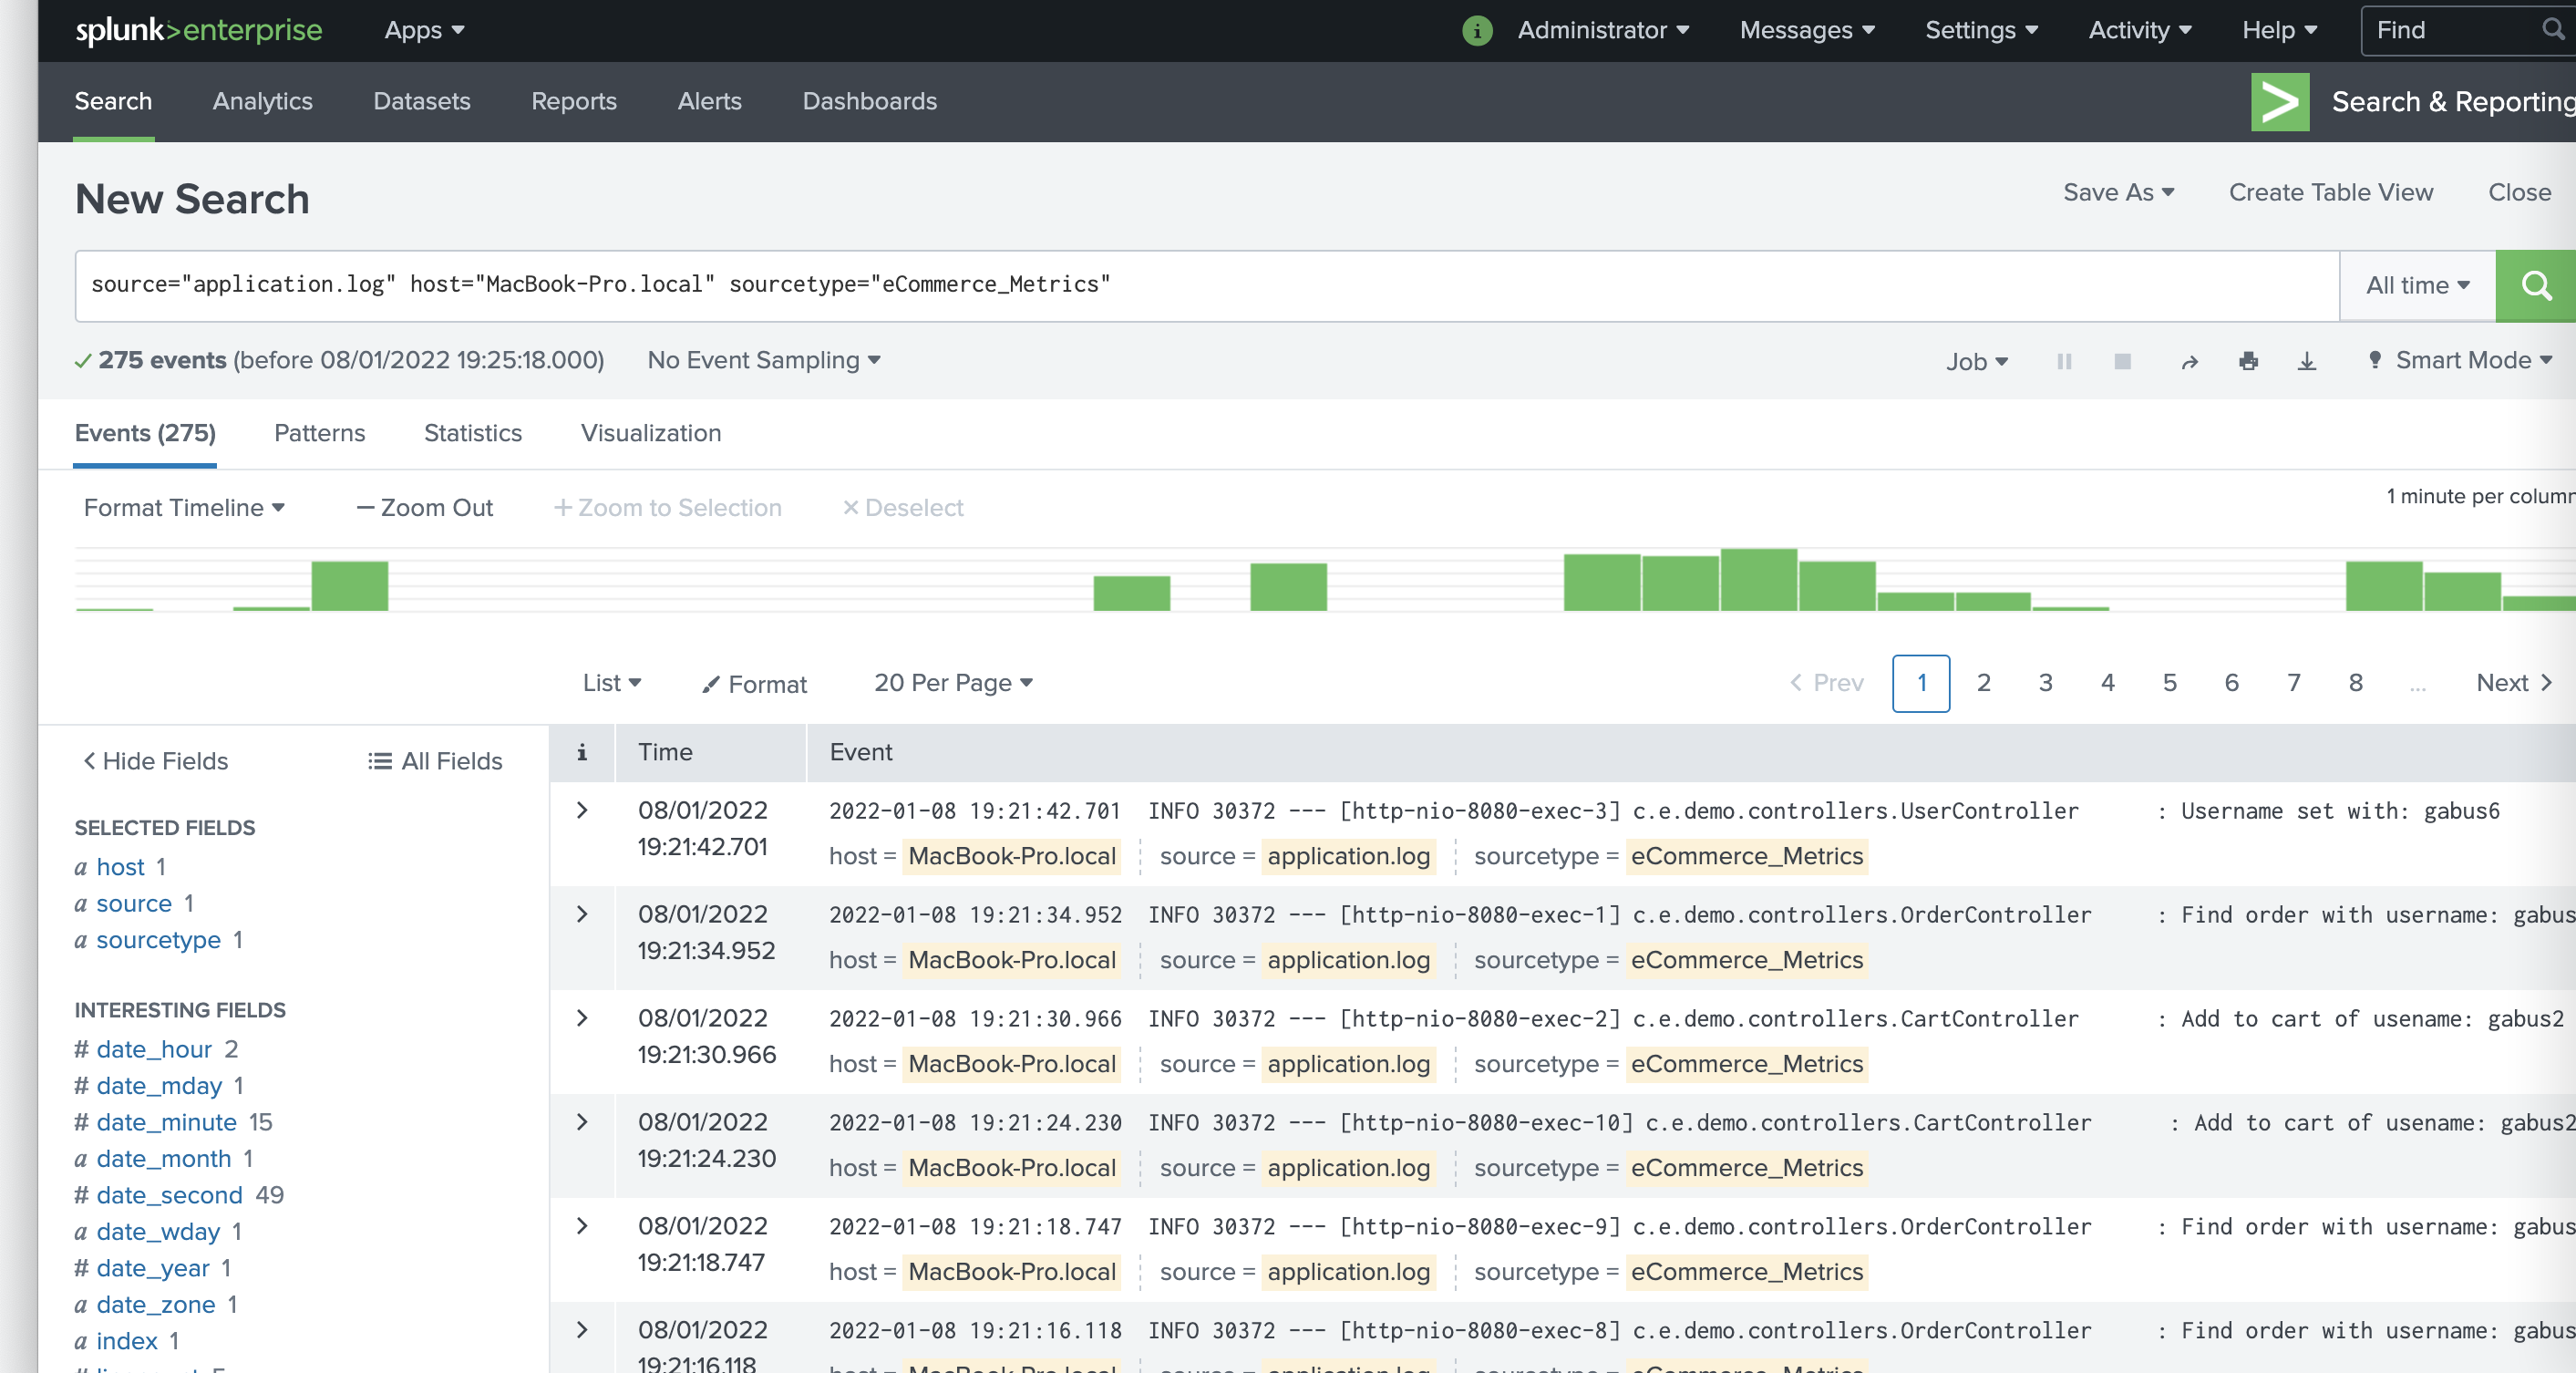 splunk>enterprise Apps Administrator Messages Settings Activity Help Find
Search Analytics Datasets Reports Alerts Dashboards Search & Reporting
New Search Save As Create Table View Close
source="application.log" host="MacBook-Pro.local" sourcetype="eCommerce_Metrics" All time
275 events (before 08/01/2022 19:25:18.000) No Event Sampling Job Smart Mode
Events (275) Patterns Statistics Visualization
Format Timeline — Zoom Out + Zoom to Selection × Deselect 1 minute per column
List Format 20 Per Page < Prev 1 2 3 4 5 6 7 8 ... Next >
< Hide Fields All Fields
SELECTED FIELDS
a host 1
a source 1
a sourcetype 1
INTERESTING FIELDS
# date_hour 2
# date_mday 1
# date_minute 15
a date_month 1
# date_second 49
a date_wday 1
# date_year 1
a date_zone 1
a index 1
i Time Event
08/01/2022 19:21:42.701
2022-01-08 19:21:42.701 INFO 30372 --- [http-nio-8080-exec-3] c.e.demo.controllers.UserController : Username set with: gabus6
host = MacBook-Pro.local source = application.log sourcetype = eCommerce_Metrics
08/01/2022 19:21:34.952
2022-01-08 19:21:34.952 INFO 30372 --- [http-nio-8080-exec-1] c.e.demo.controllers.OrderController : Find order with username: gabus
host = MacBook-Pro.local source = application.log sourcetype = eCommerce_Metrics
08/01/2022 19:21:30.966
2022-01-08 19:21:30.966 INFO 30372 --- [http-nio-8080-exec-2] c.e.demo.controllers.CartController : Add to cart of usename: gabus2
host = MacBook-Pro.local source = application.log sourcetype = eCommerce_Metrics
08/01/2022 19:21:24.230
2022-01-08 19:21:24.230 INFO 30372 --- [http-nio-8080-exec-10] c.e.demo.controllers.CartController : Add to cart of usename: gabus2
host = MacBook-Pro.local source = application.log sourcetype = eCommerce_Metrics
08/01/2022 19:21:18.747
2022-01-08 19:21:18.747 INFO 30372 --- [http-nio-8080-exec-9] c.e.demo.controllers.OrderController : Find order with username: gabus
host = MacBook-Pro.local source = application.log sourcetype = eCommerce_Metrics
08/01/2022 19:21:16.118
2022-01-08 19:21:16.118 INFO 30372 --- [http-nio-8080-exec-8] c.e.demo.controllers.OrderController : Find order with username: gabus
host = MacBook-Pro.local source = application.log sourcetype = eCommerce_Metrics